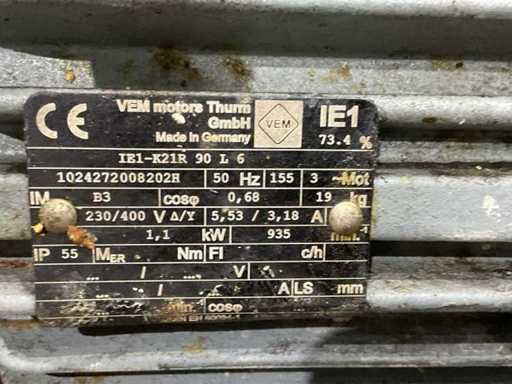 CE VEM motors Thurm GmbH VEM IE1
Made in Germany 73.4 %
IE1-K21R 90 L 6
1024272008202H 50 Hz 155 3 ~Mot
IM B3 cosφ 0,68 19 kg
230/400 V Δ/Y 5,53 / 3,18 A
1,1 kW 935 min
IP 55 MER Nm FI c/h
... / ... V ...
... / ... A LS mm
min. cosφ